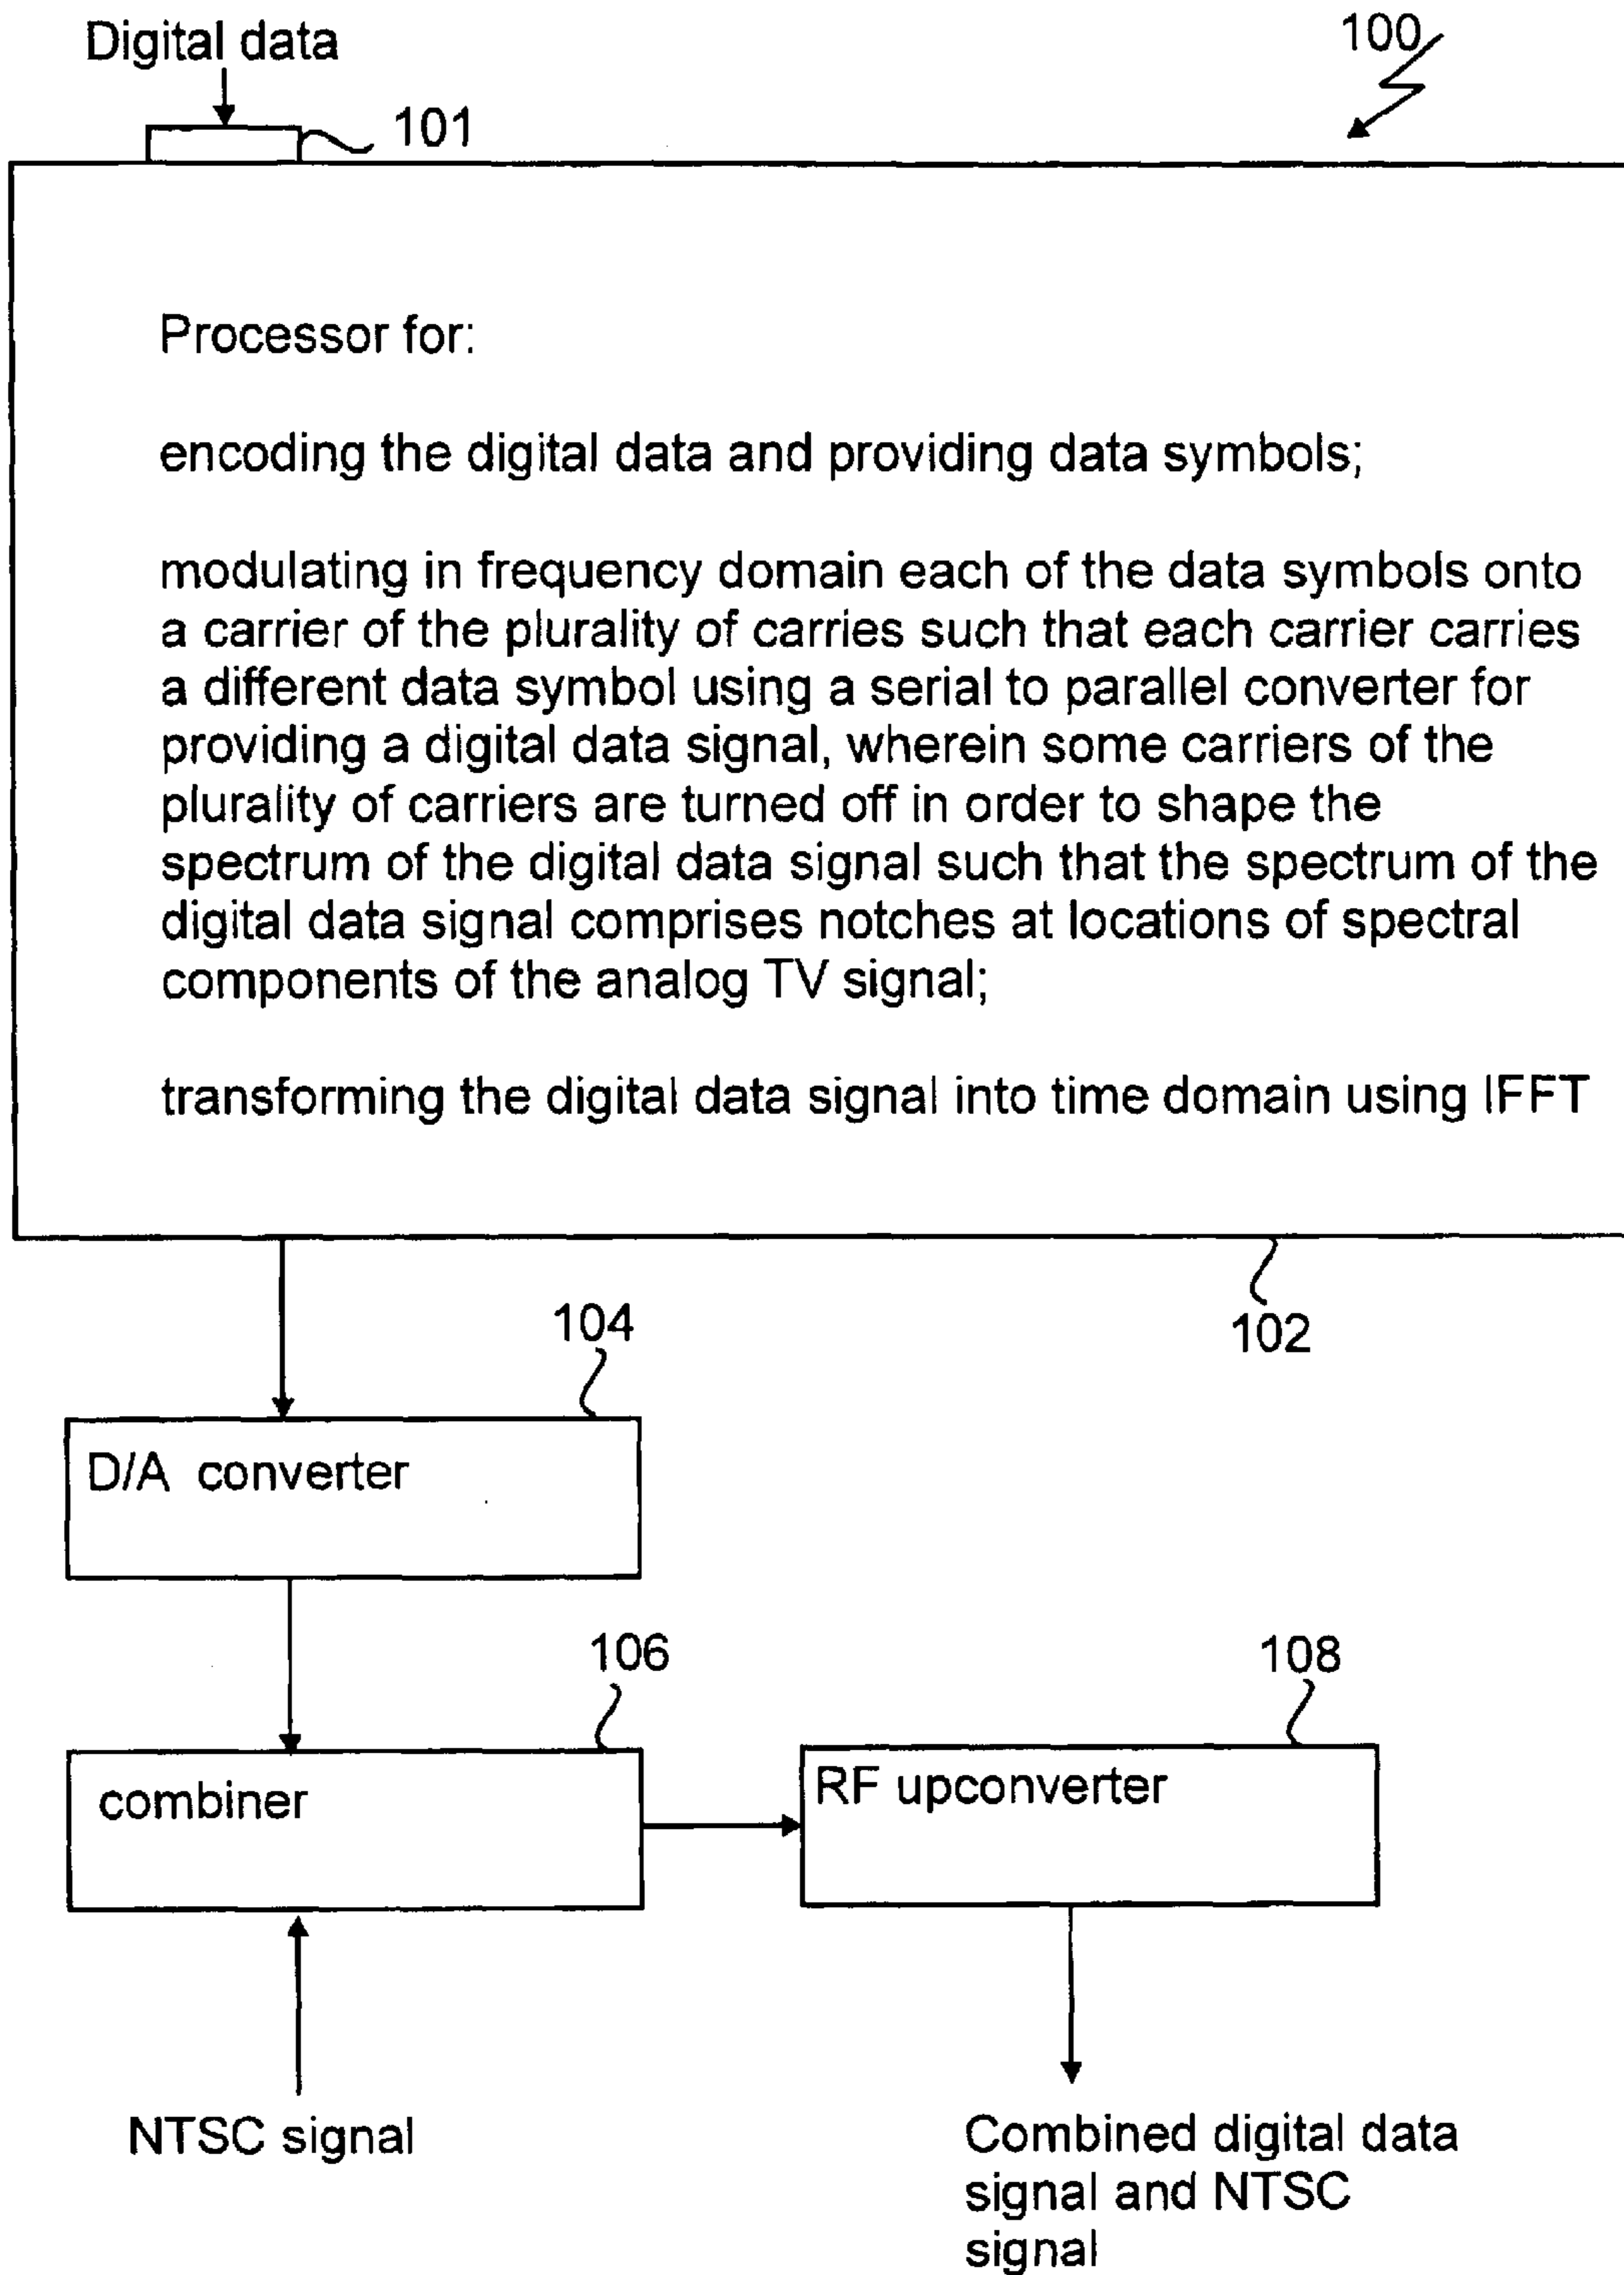 Digital data
100
101
Processor for:
encoding the digital data and providing data symbols;
modulating in frequency domain each of the data symbols onto
a carrier of the plurality of carries such that each carrier carries
a different data symbol using a serial to parallel converter for
providing a digital data signal, wherein some carriers of the
plurality of carriers are turned off in order to shape the
spectrum of the digital data signal such that the spectrum of the
digital data signal comprises notches at locations of spectral
components of the analog TV signal;
transforming the digital data signal into time domain using IFFT
102
104
D/A converter
106
combiner
108
RF upconverter
NTSC signal
Combined digital data
signal and NTSC
signal